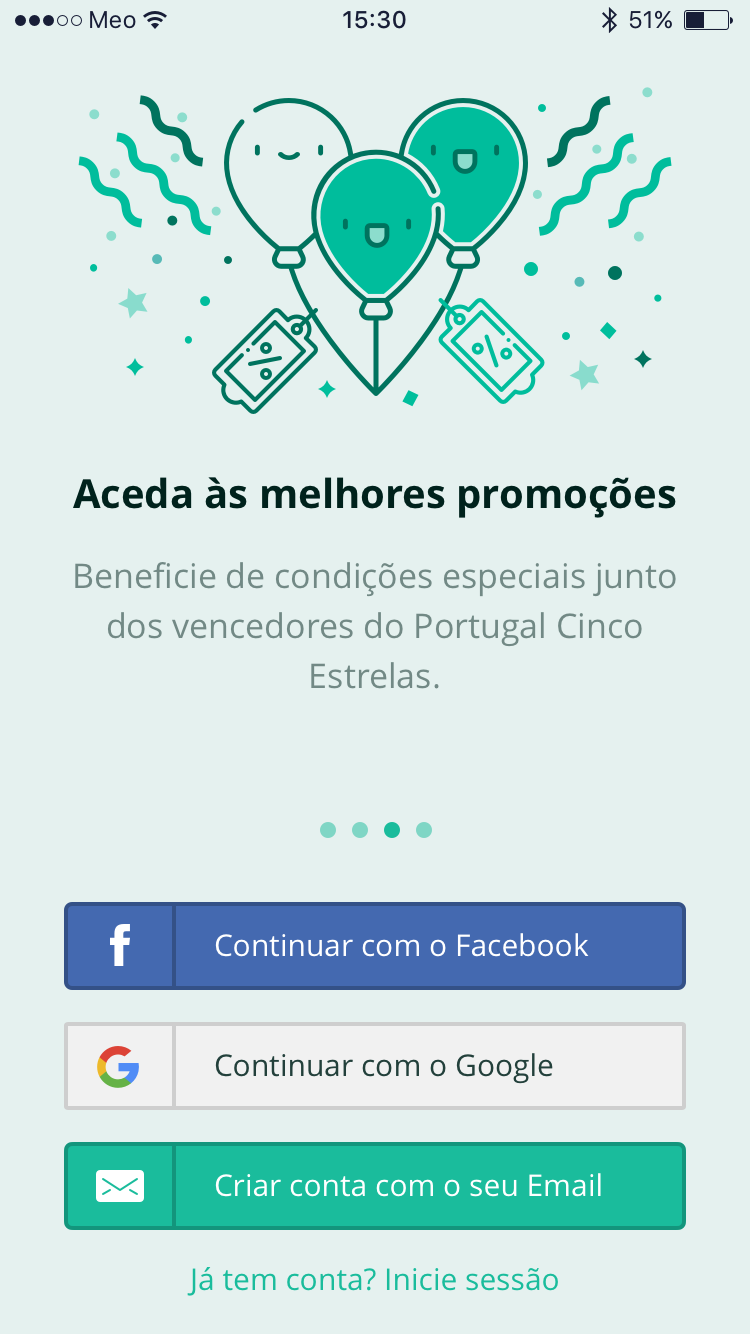 Meo 15:30 51%
Aceda às melhores promoções
Beneficie de condições especiais junto
dos vencedores do Portugal Cinco
Estrelas.
Continuar com o Facebook
Continuar com o Google
Criar conta com o seu Email
Já tem conta? Inicie sessão